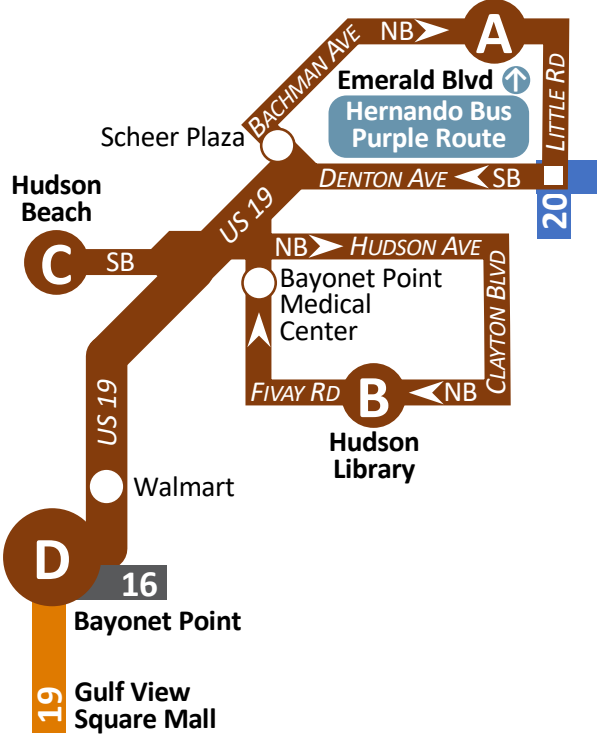 BACHMAN AVE
NB
A
LITTLE RD
Emerald Blvd
Hernando Bus
Purple Route
Scheer Plaza
DENTON AVE
SB
20
Hudson
Beach
US 19
C
SB
NB
HUDSON AVE
CLAYTON BLVD
Bayonet Point
Medical
Center
FIVAY RD
B
NB
Hudson
Library
US 19
Walmart
D
16
Bayonet Point
19
Gulf View
Square Mall